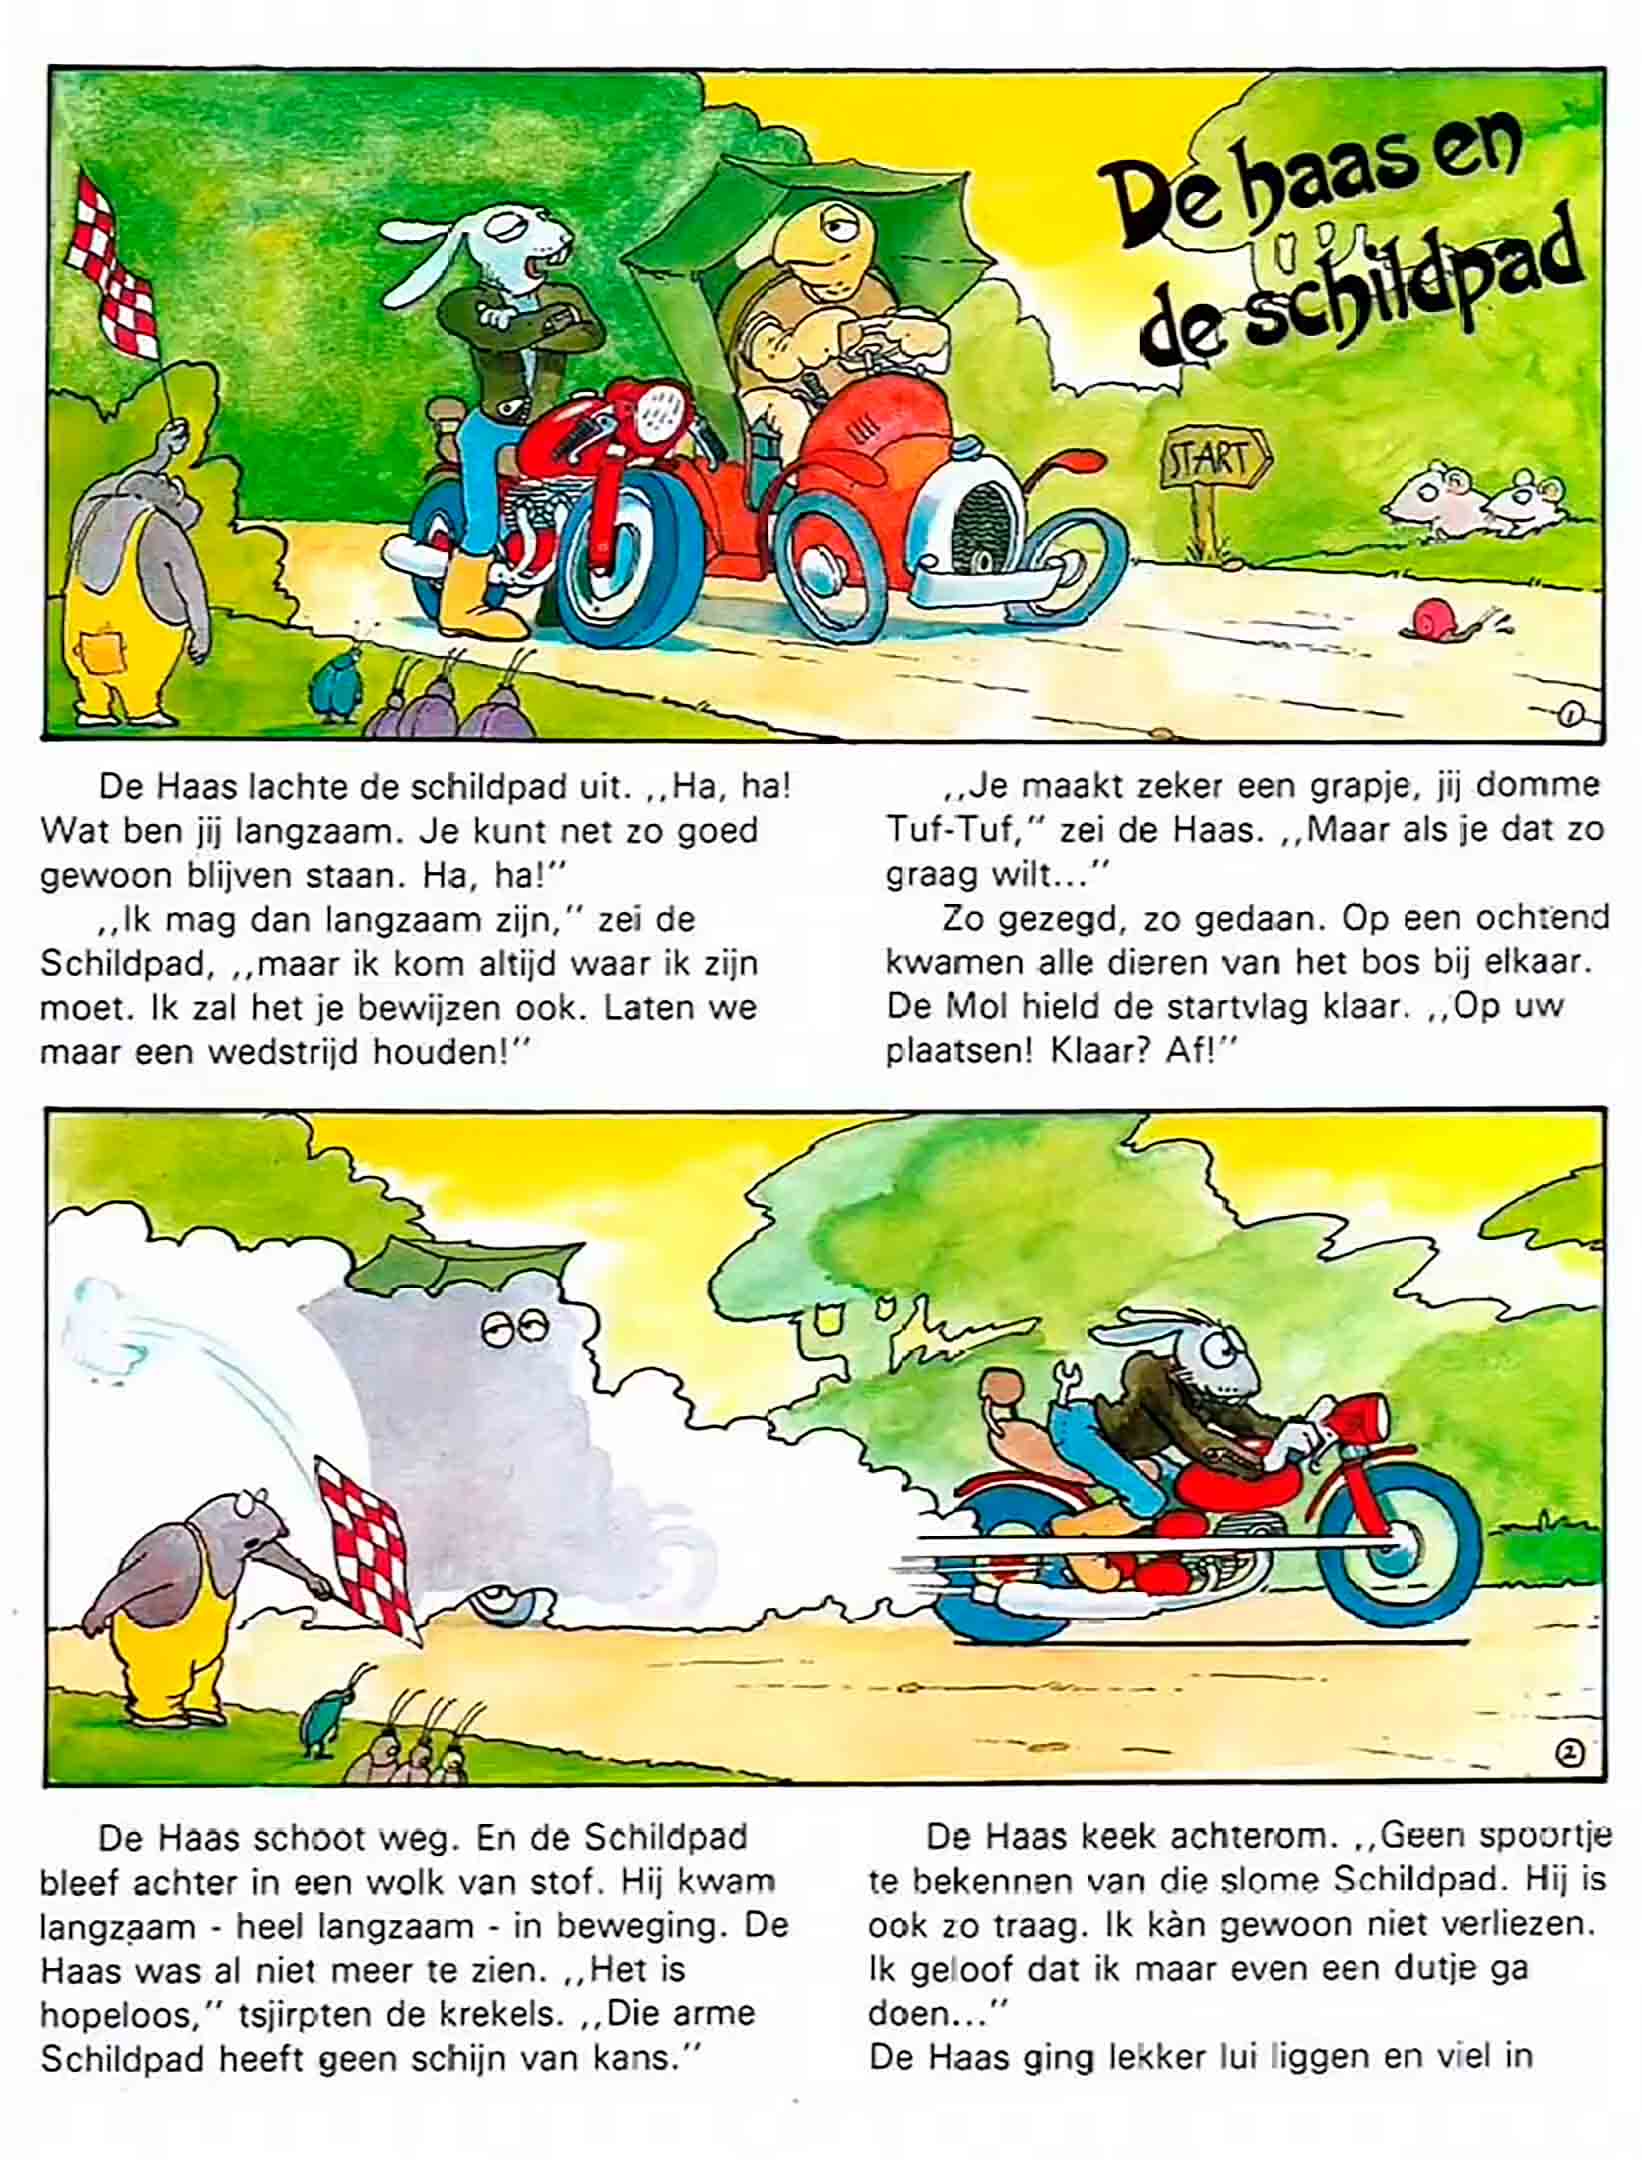 De haas en
de schildpad
START
1
De Haas lachte de schildpad uit. ,,Ha, ha!
Wat ben jij langzaam. Je kunt net zo goed
gewoon blijven staan. Ha, ha!”
,,Ik mag dan langzaam zijn,” zei de
Schildpad, ,,maar ik kom altijd waar ik zijn
moet. Ik zal het je bewijzen ook. Laten we
maar een wedstrijd houden!”
,,Je maakt zeker een grapje, jij domme
Tuf-Tuf,” zei de Haas. ,,Maar als je dat zo
graag wilt...”
Zo gezegd, zo gedaan. Op een ochtend
kwamen alle dieren van het bos bij elkaar.
De Mol hield de startvlag klaar. ,,Op uw
plaatsen! Klaar? Af!”
2
De Haas schoot weg. En de Schildpad
bleef achter in een wolk van stof. Hij kwam
langzaam - heel langzaam - in beweging. De
Haas was al niet meer te zien. ,,Het is
hopeloos,” tsjirpten de krekels. ,,Die arme
Schildpad heeft geen schijn van kans.”
De Haas keek achterom. ,,Geen spoortje
te bekennen van die slome Schildpad. Hij is
ook zo traag. Ik kàn gewoon niet verliezen.
Ik geloof dat ik maar even een dutje ga
doen...”
De Haas ging lekker lui liggen en viel in